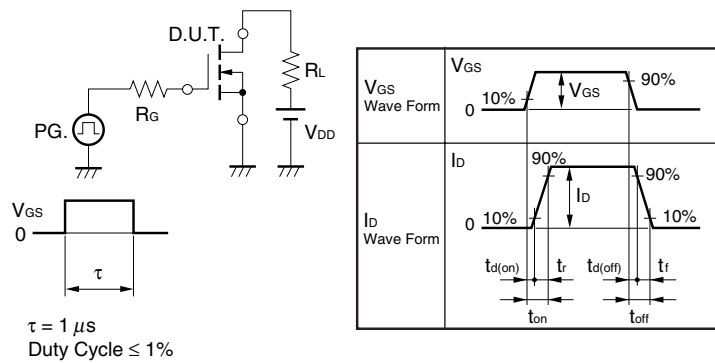 D.U.T.
RL
RG
PG.
VDD
VGS
0
τ
τ = 1 μs
Duty Cycle ≤ 1%
VGS
Wave Form
VGS
10%
0
VGS
90%
ID
Wave Form
ID
90%
90%
0
10%
ID
10%
td(on)
tr
td(off)
tf
ton
toff